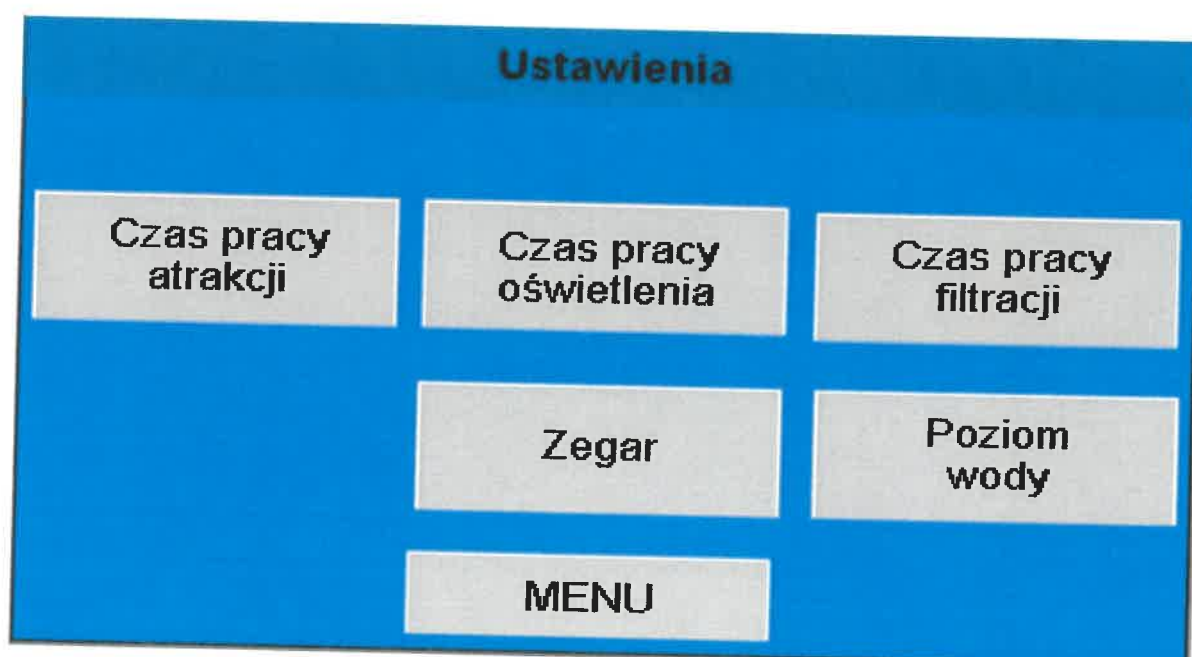 Ustawienia
Czas pracy
atrakcji
Czas pracy
oświetlenia
Czas pracy
filtracji
Zegar
Poziom
wody
MENU